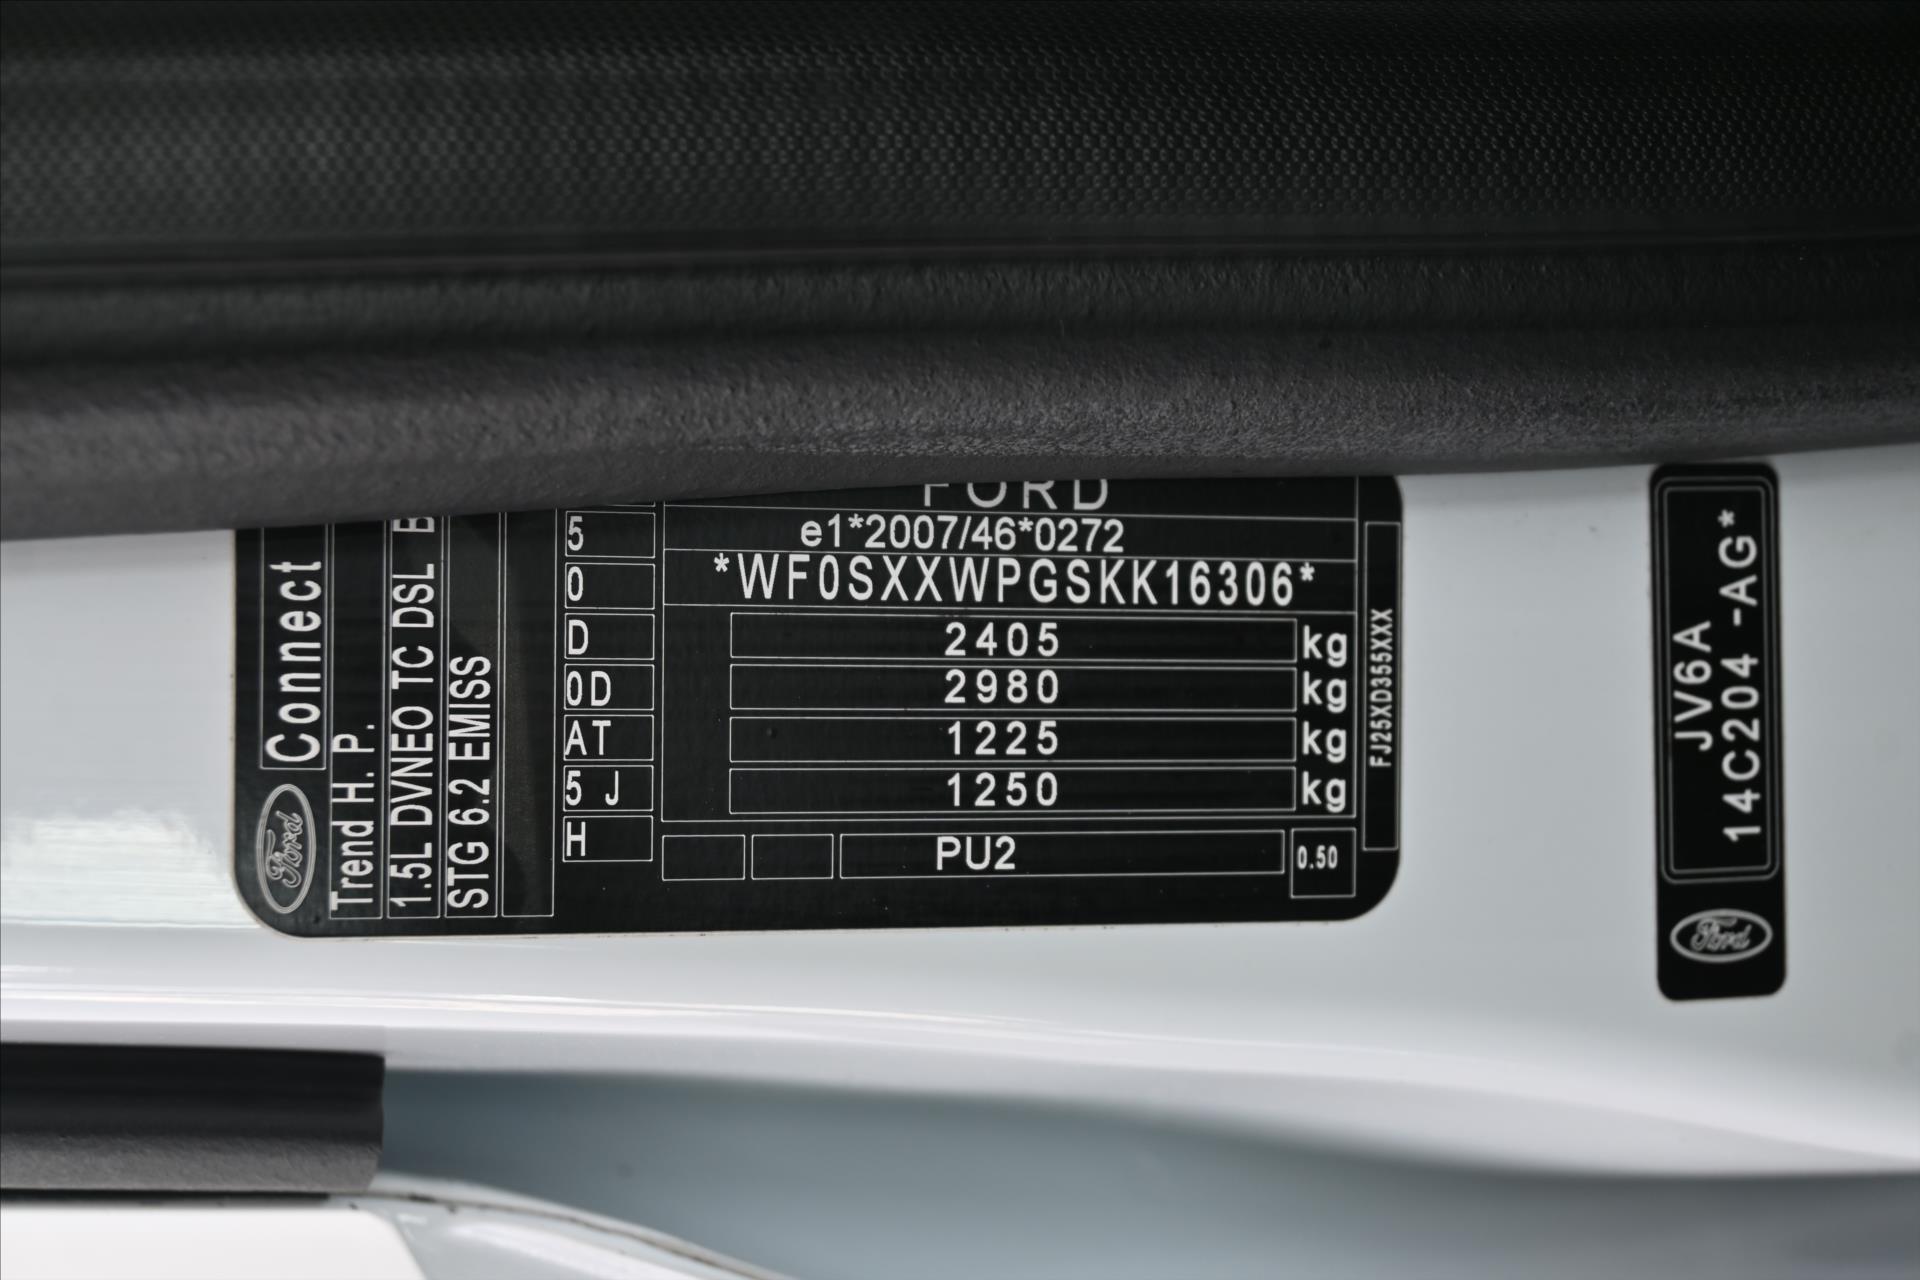 Ford
Connect
Trend H. P.
1.5L DVNEO TC DSL B
STG 6.2 EMISS
5
0
D
0D
AT
5 J
H
FORD
e1*2007/46*0272
*WF0SXXWPGSKK16306*
2405 kg
2980 kg
1225 kg
1250 kg
PU2
0.50
FJ25XD355XXX
JV6A
14C204 -AG*
Ford